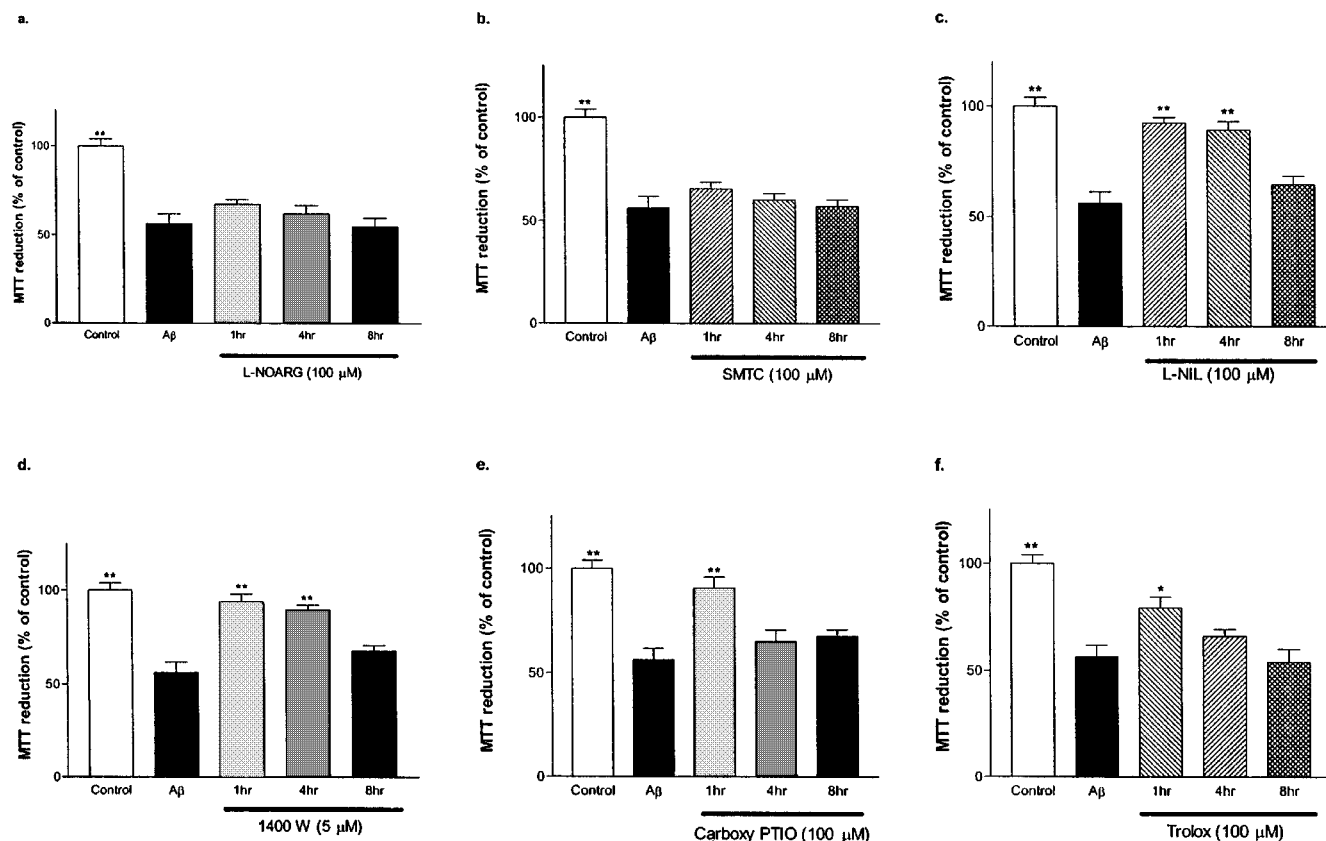 a.
MTT reduction (% of control)
100
50
0
**
Control Aβ 1hr 4hr 8hr
L-NOARG (100 µM)
b.
MTT reduction (% of control)
100
50
0
**
Control Aβ 1hr 4hr 8hr
SMTC (100 µM)
c.
MTT reduction (% of control)
100
50
0
** ** **
Control Aβ 1hr 4hr 8hr
L-NiL (100 µM)
d.
MTT reduction (% of control)
100
50
0
** ** **
Control Aβ 1hr 4hr 8hr
1400 W (5 µM)
e.
MTT reduction (% of control)
100
50
0
** **
Control Aβ 1hr 4hr 8hr
Carboxy PTIO (100 µM)
f.
MTT reduction (% of control)
100
50
0
** *
Control Aβ 1hr 4hr 8hr
Trolox (100 µM)